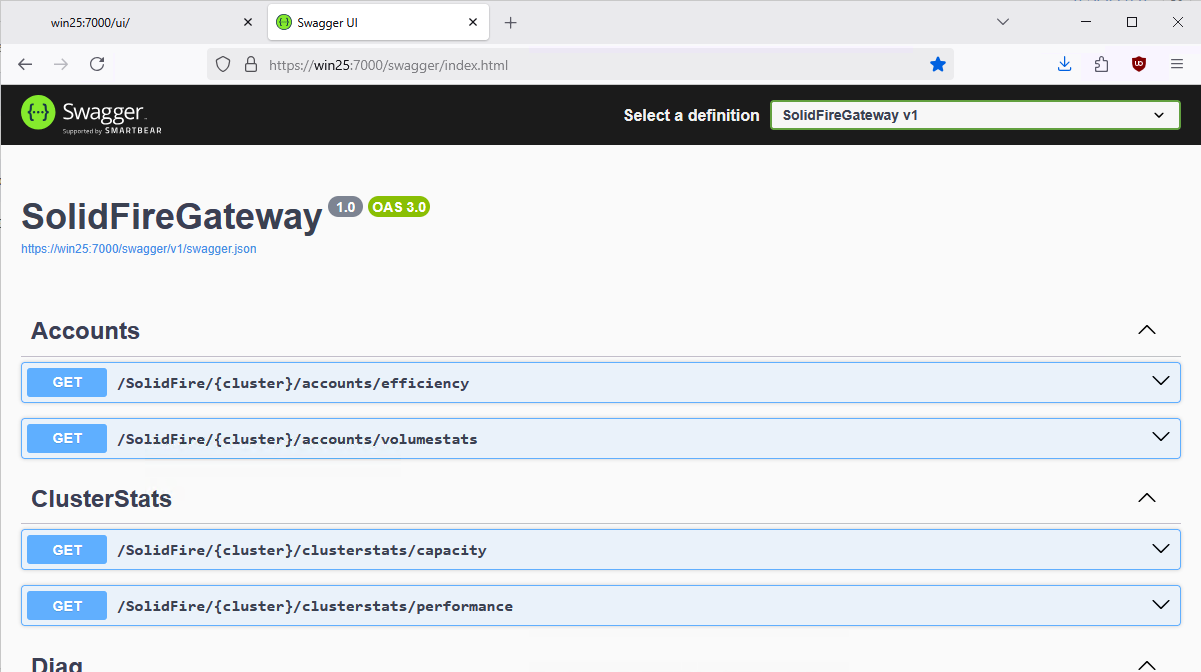 win25:7000/ui/
Swagger UI
https://win25:7000/swagger/index.html
Swagger
Supported by SMARTBEAR
Select a definition
SolidFireGateway v1
SolidFireGateway 1.0 OAS 3.0
https://win25:7000/swagger/v1/swagger.json
Accounts
GET /SolidFire/{cluster}/accounts/efficiency
GET /SolidFire/{cluster}/accounts/volumestats
ClusterStats
GET /SolidFire/{cluster}/clusterstats/capacity
GET /SolidFire/{cluster}/clusterstats/performance
Diag